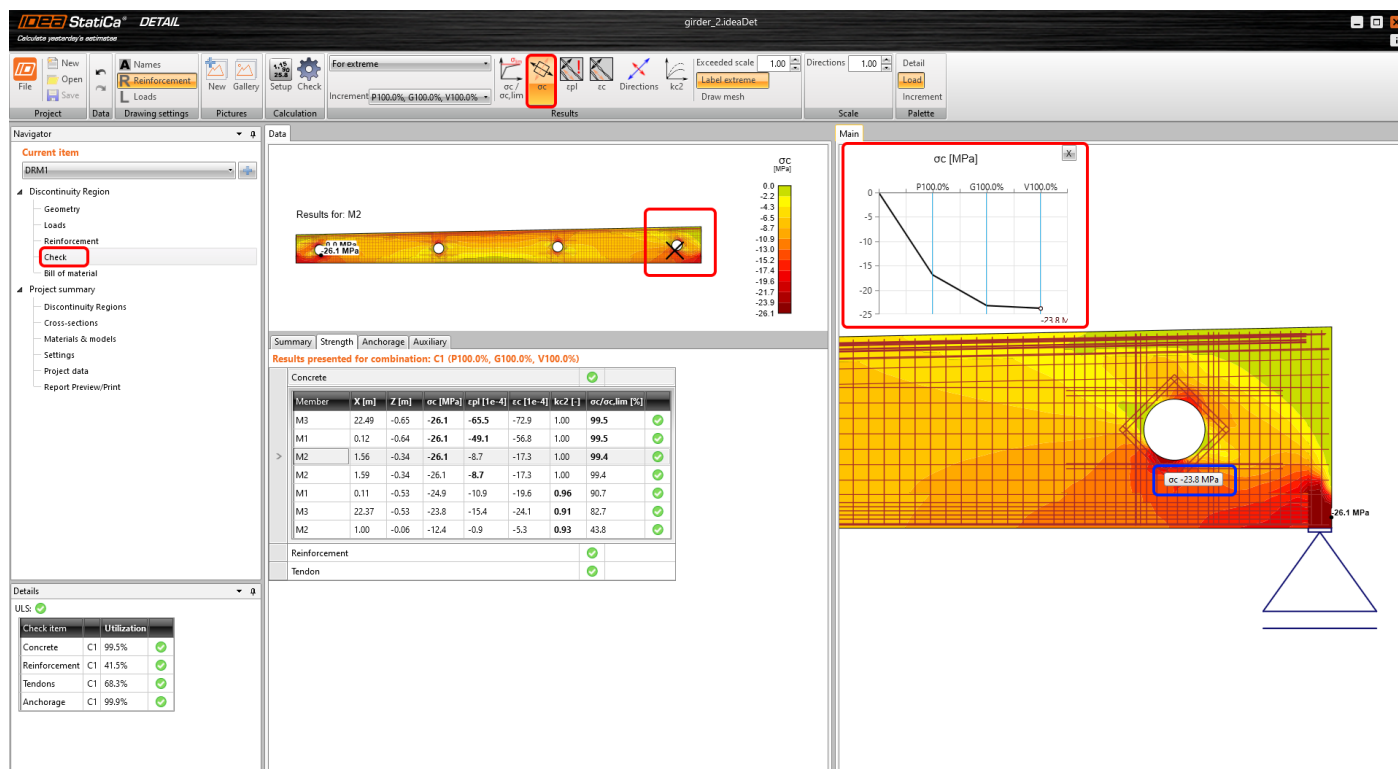 IDEA StatiCa® DETAIL
Calculate yesterday's estimates
girder_2.ideaDet
File
New
Open
Save
Project
Data
Names
Reinforcement
Loads
Drawing settings
New
Gallery
Pictures
Setup
Check
Calculation
For extreme
Increment P100.0%, G100.0%, V100.0%
σc / σc,lim
σc
εpl
εc
Directions
kc2
Exceeded scale 1.00
Label extreme
Draw mesh
Results
Directions 1.00
Scale
Detail
Load
Increment
Palette
Navigator
Current item
DRM1
Discontinuity Region
Geometry
Loads
Reinforcement
Check
Bill of material
Project summary
Discontinuity Regions
Cross-sections
Materials & models
Settings
Project data
Report Preview/Print
Details
ULS:
Check item Utilization
Concrete C1 99.5%
Reinforcement C1 41.5%
Tendons C1 68.3%
Anchorage C1 99.9%
Data
Results for: M2
0.0 MPa
-26.1 MPa
σc
[MPa]
0.0
-2.2
-4.3
-6.5
-8.7
-10.9
-13.0
-15.2
-17.4
-19.6
-21.7
-23.9
-26.1
Summary Strength Anchorage Auxiliary
Results presented for combination: C1 (P100.0%, G100.0%, V100.0%)
Concrete
Member X [m] Z [m] σc [MPa] εpl [1e-4] εc [1e-4] kc2 [-] σc/σc,lim [%]
M3 22.49 -0.65 -26.1 -65.5 -72.9 1.00 99.5
M1 0.12 -0.64 -26.1 -49.1 -56.8 1.00 99.5
> M2 1.56 -0.34 -26.1 -8.7 -17.3 1.00 99.4
M2 1.59 -0.34 -26.1 -8.7 -17.3 1.00 99.4
M1 0.11 -0.53 -24.9 -10.9 -19.6 0.96 90.7
M3 22.37 -0.53 -23.8 -15.4 -24.1 0.91 82.7
M2 1.00 -0.06 -12.4 -0.9 -5.3 0.93 43.8
Reinforcement
Tendon
Main
σc [MPa]
X
P100.0% G100.0% V100.0%
0
-5
-10
-15
-20
-25
-23.8 M
σc -23.8 MPa
-26.1 MPa